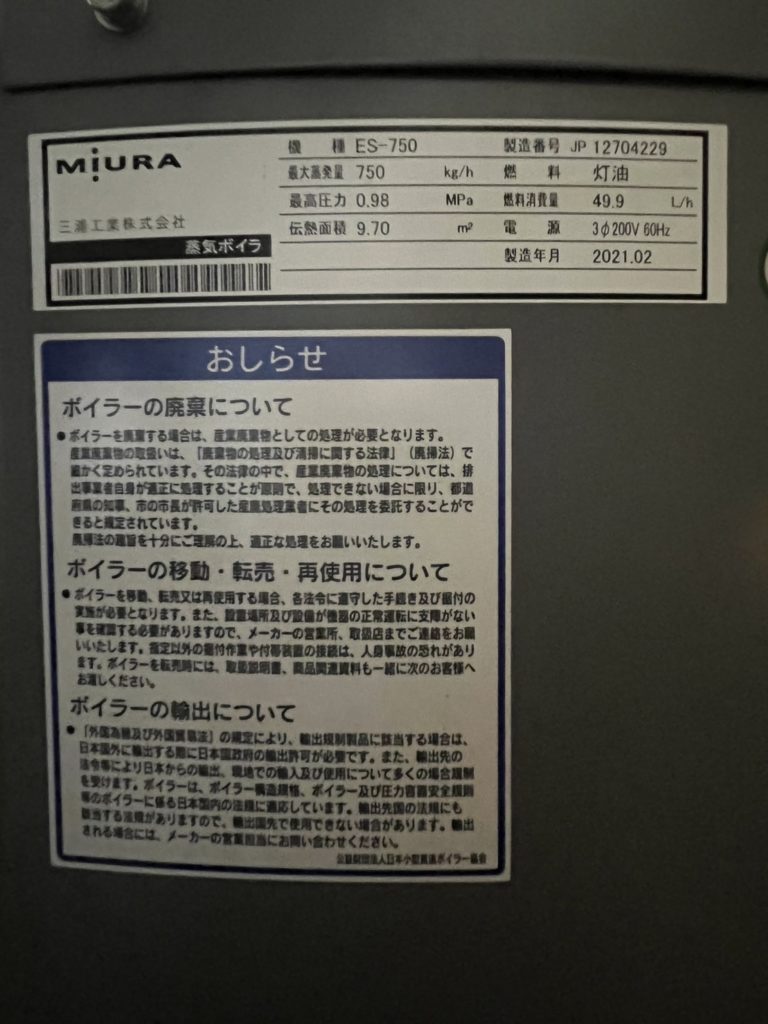 MIURA
三浦工業株式会社
蒸気ボイラ
機 種 ES-750 製造番号 JP 12704229
最大蒸発量 750 kg/h 燃 料 灯油
最高圧力 0.98 MPa 燃料消費量 49.9 L/h
伝熱面積 9.70 m² 電 源 3φ200V 60Hz
製造年月 2021.02
おしらせ
ボイラーの廃棄について
●ボイラーを廃棄する場合は、産業廃棄物としての処理が必要となります。
産業廃棄物の取扱いは、「廃棄物の処理及び清掃に関する法律」（廃掃法）で
細かく定められています。その法律の中で、産業廃棄物の処理については、排
出事業者自身が適正に処理することが原則で、処理できない場合に限り、都道
府県の知事、市の市長が許可した産廃処理業者にその処理を委託することがで
きると規定されています。
廃掃法の趣旨を十分にご理解の上、適正な処理をお願いいたします。
ボイラーの移動・転売・再使用について
●ボイラーを移動、転売又は再使用する場合、各法令に遵守した手続き及び据付の
実施が必要となります。また、設置場所及び設備が機器の正常運転に支障がない
事を確認する必要がありますので、メーカーの営業所、取扱店までご連絡をお願
いいたします。指定以外の据付作業や付帯装置の接続は、人身事故の恐れがあり
ます。ボイラーを転売時には、取扱説明書、商品関連資料も一緒に次のお客様へ
お渡しください。
ボイラーの輸出について
●「外国為替及び外国貿易法」の規定により、輸出規制製品に該当する場合は、
日本国外に輸出する際に日本国政府の輸出許可が必要です。また、輸出先の
法令等により日本からの輸出、現地での輸入及び使用について多くの場合規制
を受けます。ボイラーは、ボイラー構造規格、ボイラー及び圧力容器安全規則
等のボイラーに係る日本国内の法規に適応しています。輸出先国の法規にも
該当する法規がありますので、輸出国先で使用できない場合があります。輸出
される場合には、メーカーの営業担当にお問い合わせください。
公益財団法人日本小型貫流ボイラー協会